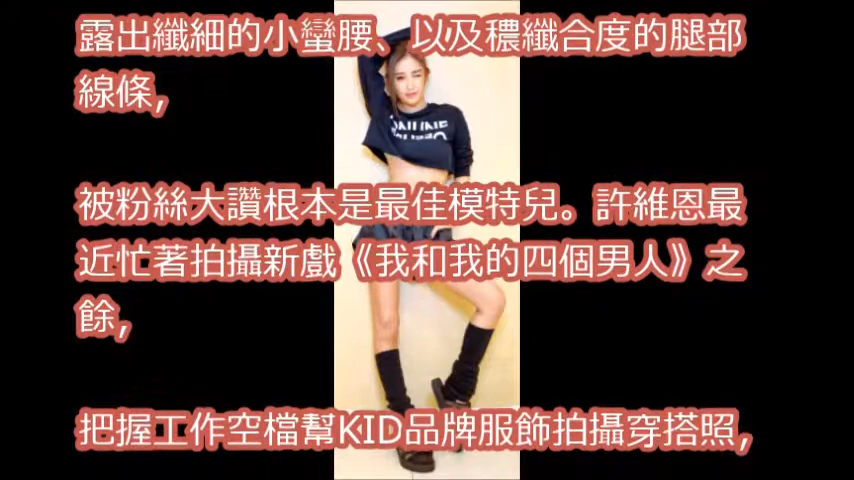 露出纖細的小蠻腰、以及穠纖合度的腿部
線條,
被粉絲大讚根本是最佳模特兒。許維恩最
近忙著拍攝新戲《我和我的四個男人》之
餘,
把握工作空檔幫KID品牌服飾拍攝穿搭照,